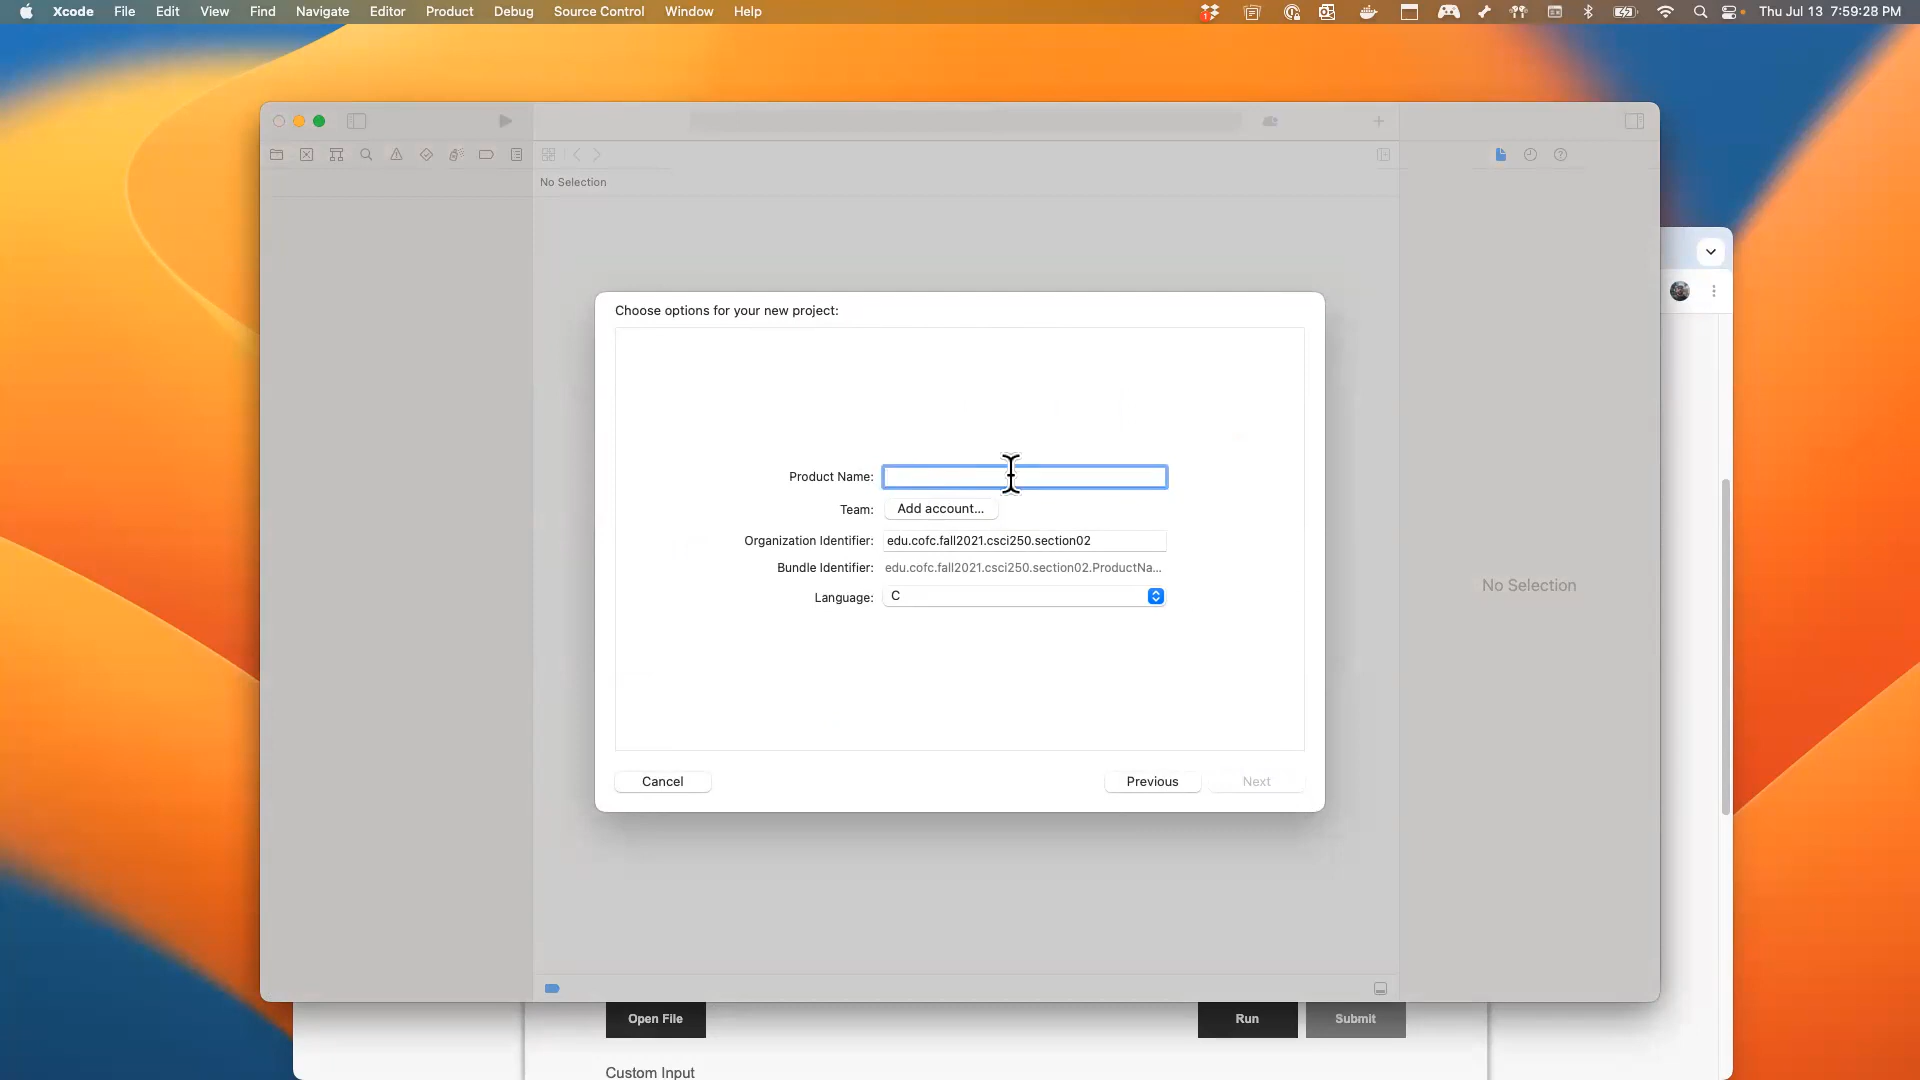 Xcode File Edit View Find Navigate Editor Product Debug Source Control Window Help
1
Thu Jul 13 7:59:28 PM
No Selection
Choose options for your new project:
Product Name:
Team: Add account...
Organization Identifier: edu.cofc.fall2021.csci250.section02
Bundle Identifier: edu.cofc.fall2021.csci250.section02.ProductNa...
Language: C
No Selection
Cancel Previous Next
Open File Run Submit
Custom Input